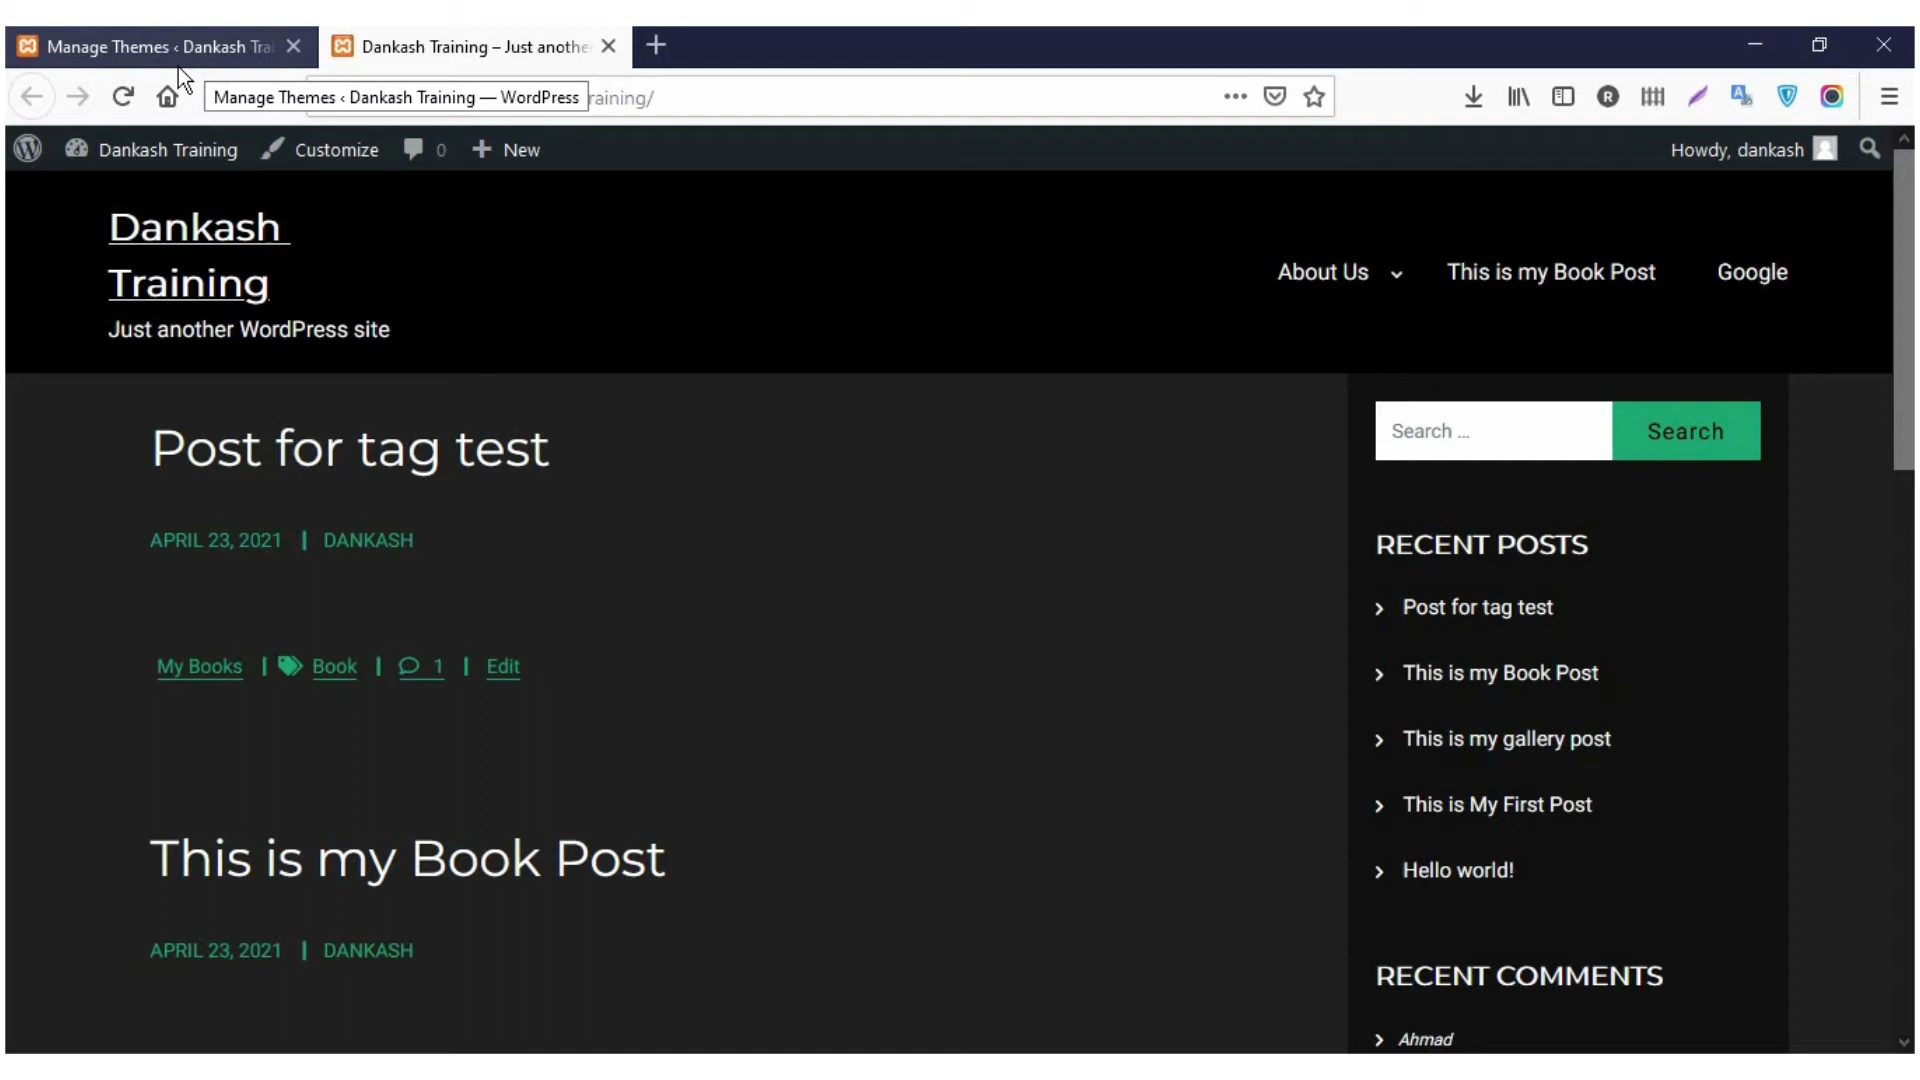 Manage Themes ‹ Dankash Trai
Dankash Training – Just anothe
Manage Themes ‹ Dankash Training — WordPress
raining/
Dankash Training
Customize
0
New
Howdy, dankash
Dankash
Training
Just another WordPress site
About Us
This is my Book Post
Google
Post for tag test
APRIL 23, 2021 | DANKASH
My Books | Book | 1 | Edit
This is my Book Post
APRIL 23, 2021 | DANKASH
Search ...
Search
RECENT POSTS
Post for tag test
This is my Book Post
This is my gallery post
This is My First Post
Hello world!
RECENT COMMENTS
Ahmad